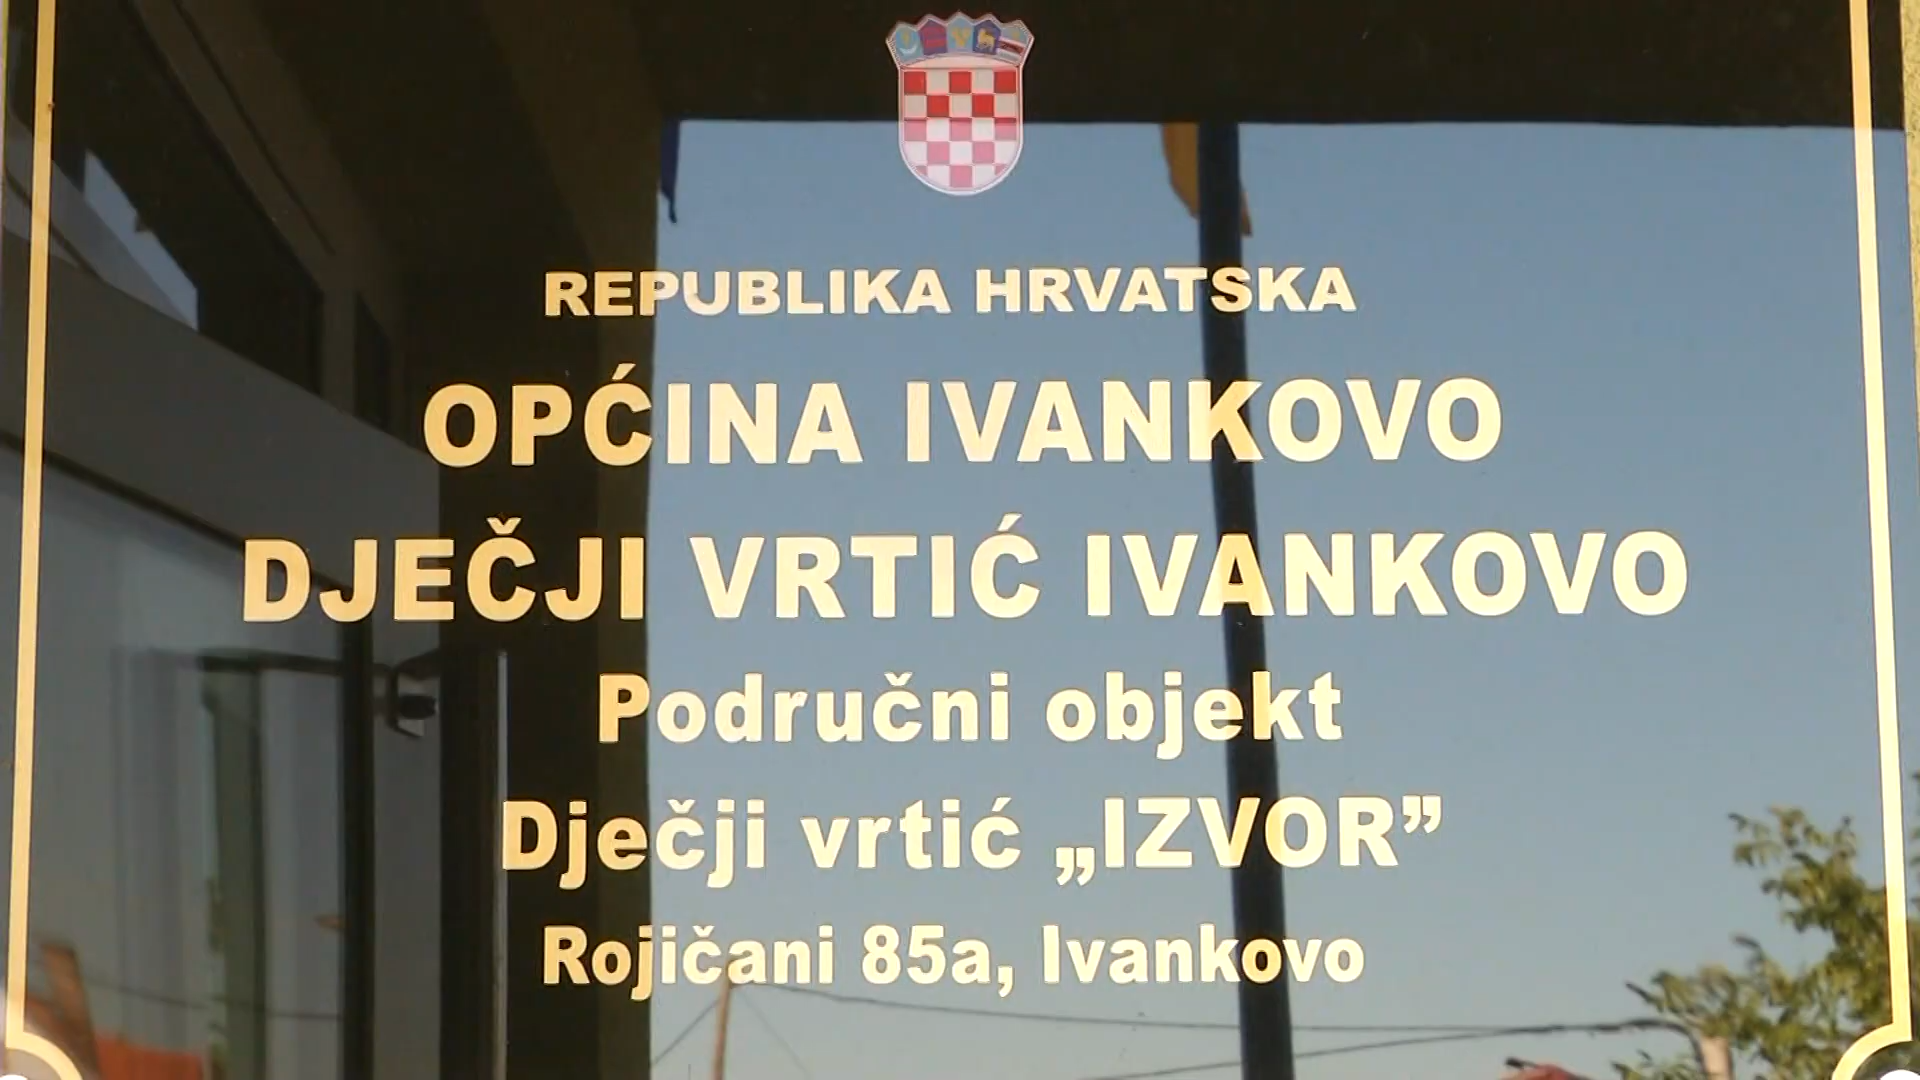 REPUBLIKA HRVATSKA
OPĆINA IVANKOVO
DJEČJI VRTIĆ IVANKOVO
Područni objekt
Dječji vrtić „IZVOR”
Rojičani 85a, Ivankovo